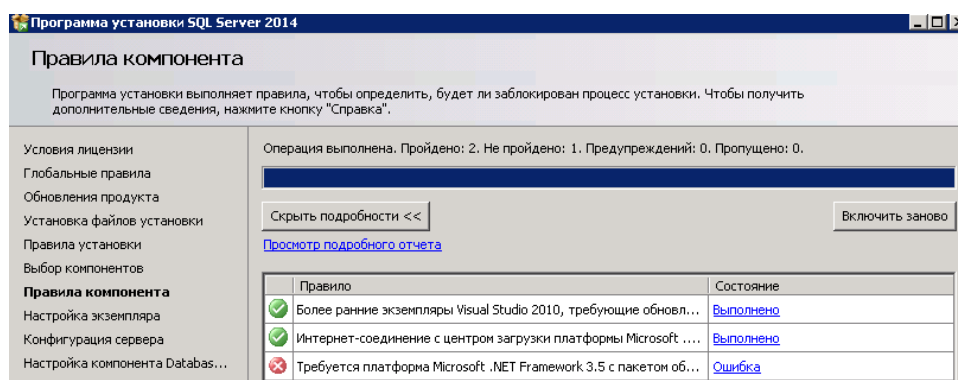 Программа установки SQL Server 2014
Правила компонента
Программа установки выполняет правила, чтобы определить, будет ли заблокирован процесс установки. Чтобы получить
дополнительные сведения, нажмите кнопку "Справка".
Условия лицензии
Глобальные правила
Обновления продукта
Установка файлов установки
Правила установки
Выбор компонентов
Правила компонента
Настройка экземпляра
Конфигурация сервера
Настройка компонента Databas...
Операция выполнена. Пройдено: 2. Не пройдено: 1. Предупреждений: 0. Пропущено: 0.
Скрыть подробности <<
Включить заново
Просмотр подробного отчета
Правило Состояние
Более ранние экземпляры Visual Studio 2010, требующие обновл... Выполнено
Интернет-соединение с центром загрузки платформы Microsoft .... Выполнено
Требуется платформа Microsoft .NET Framework 3.5 с пакетом об... Ошибка